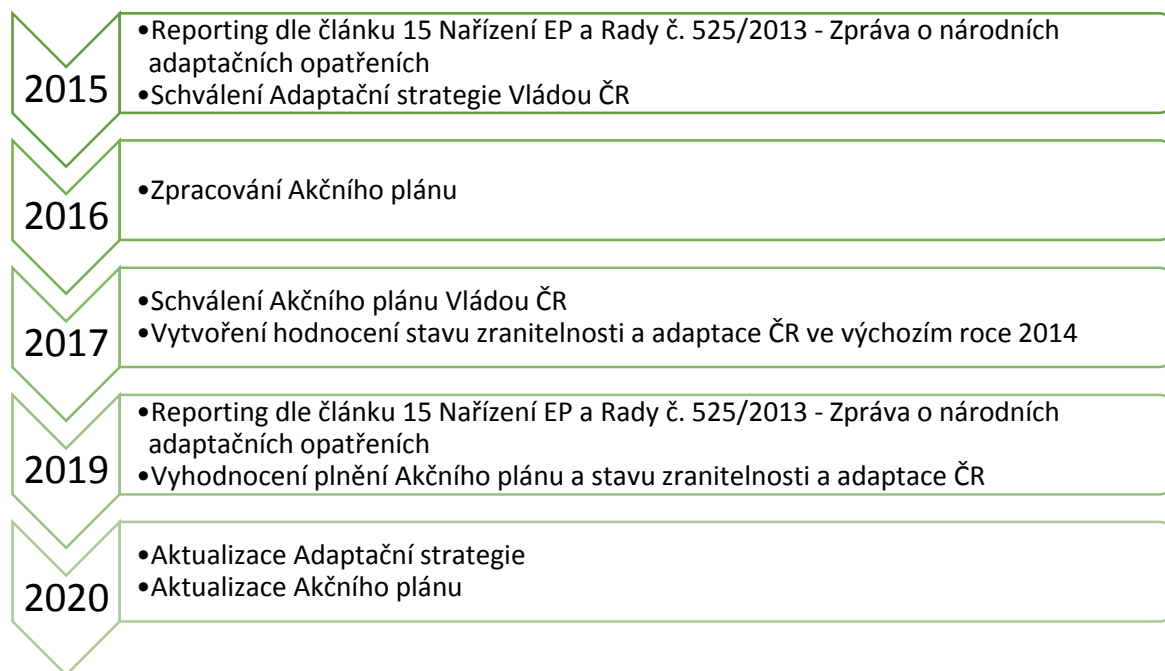 2015
•Reporting dle článku 15 Nařízení EP a Rady č. 525/2013 - Zpráva o národních
adaptačních opatřeních
•Schválení Adaptační strategie Vládou ČR
2016
•Zpracování Akčního plánu
2017
•Schválení Akčního plánu Vládou ČR
•Vytvoření hodnocení stavu zranitelnosti a adaptace ČR ve výchozím roce 2014
2019
•Reporting dle článku 15 Nařízení EP a Rady č. 525/2013 - Zpráva o národních
adaptačních opatřeních
•Vyhodnocení plnění Akčního plánu a stavu zranitelnosti a adaptace ČR
2020
•Aktualizace Adaptační strategie
•Aktualizace Akčního plánu